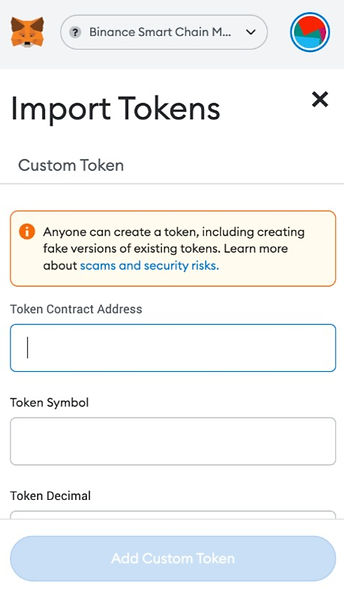 Binance Smart Chain M...
Import Tokens
Custom Token
Anyone can create a token, including creating
fake versions of existing tokens. Learn more
about scams and security risks.
Token Contract Address
Token Symbol
Token Decimal
Add Custom Token